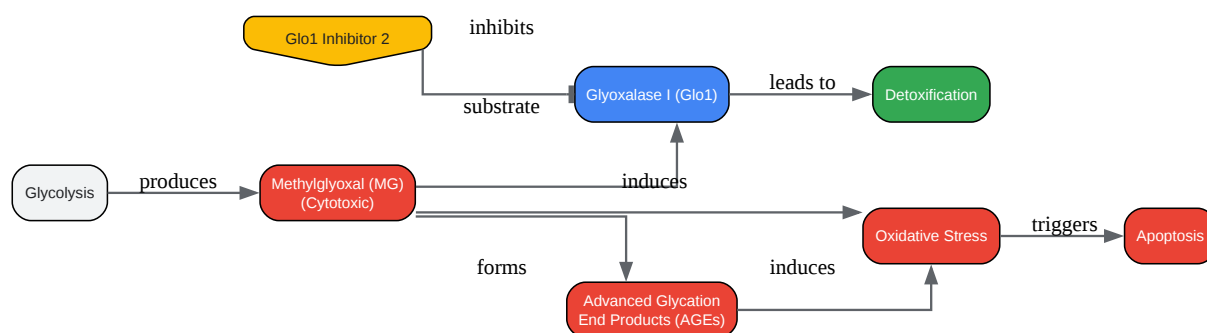 inhibits
Glo1 Inhibitor 2
Glyoxalase I (Glo1)
leads to
Detoxification
substrate
Glycolysis
produces
Methylglyoxal (MG)
(Cytotoxic)
induces
Oxidative Stress
triggers
Apoptosis
forms
induces
Advanced Glycation
End Products (AGEs)